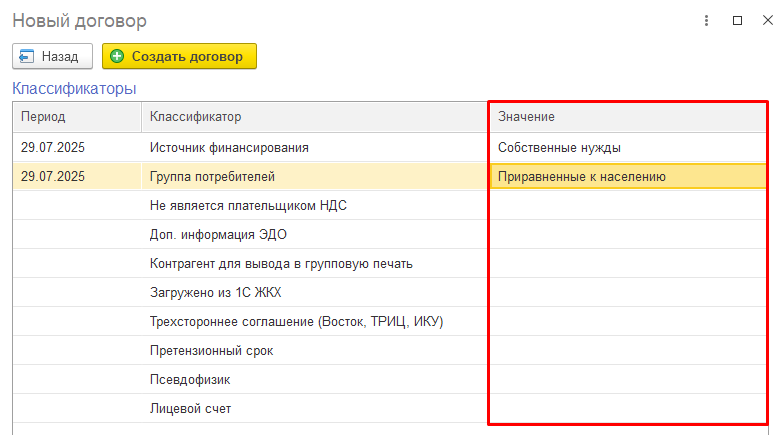 Новый договор
Назад Создать договор
Классификаторы
Период Классификатор Значение
29.07.2025 Источник финансирования Собственные нужды
29.07.2025 Группа потребителей Приравненные к населению
Не является плательщиком НДС
Доп. информация ЭДО
Контрагент для вывода в групповую печать
Загружено из 1С ЖКХ
Трехстороннее соглашение (Восток, ТРИЦ, ИКУ)
Претензионный срок
Псевдофизик
Лицевой счет